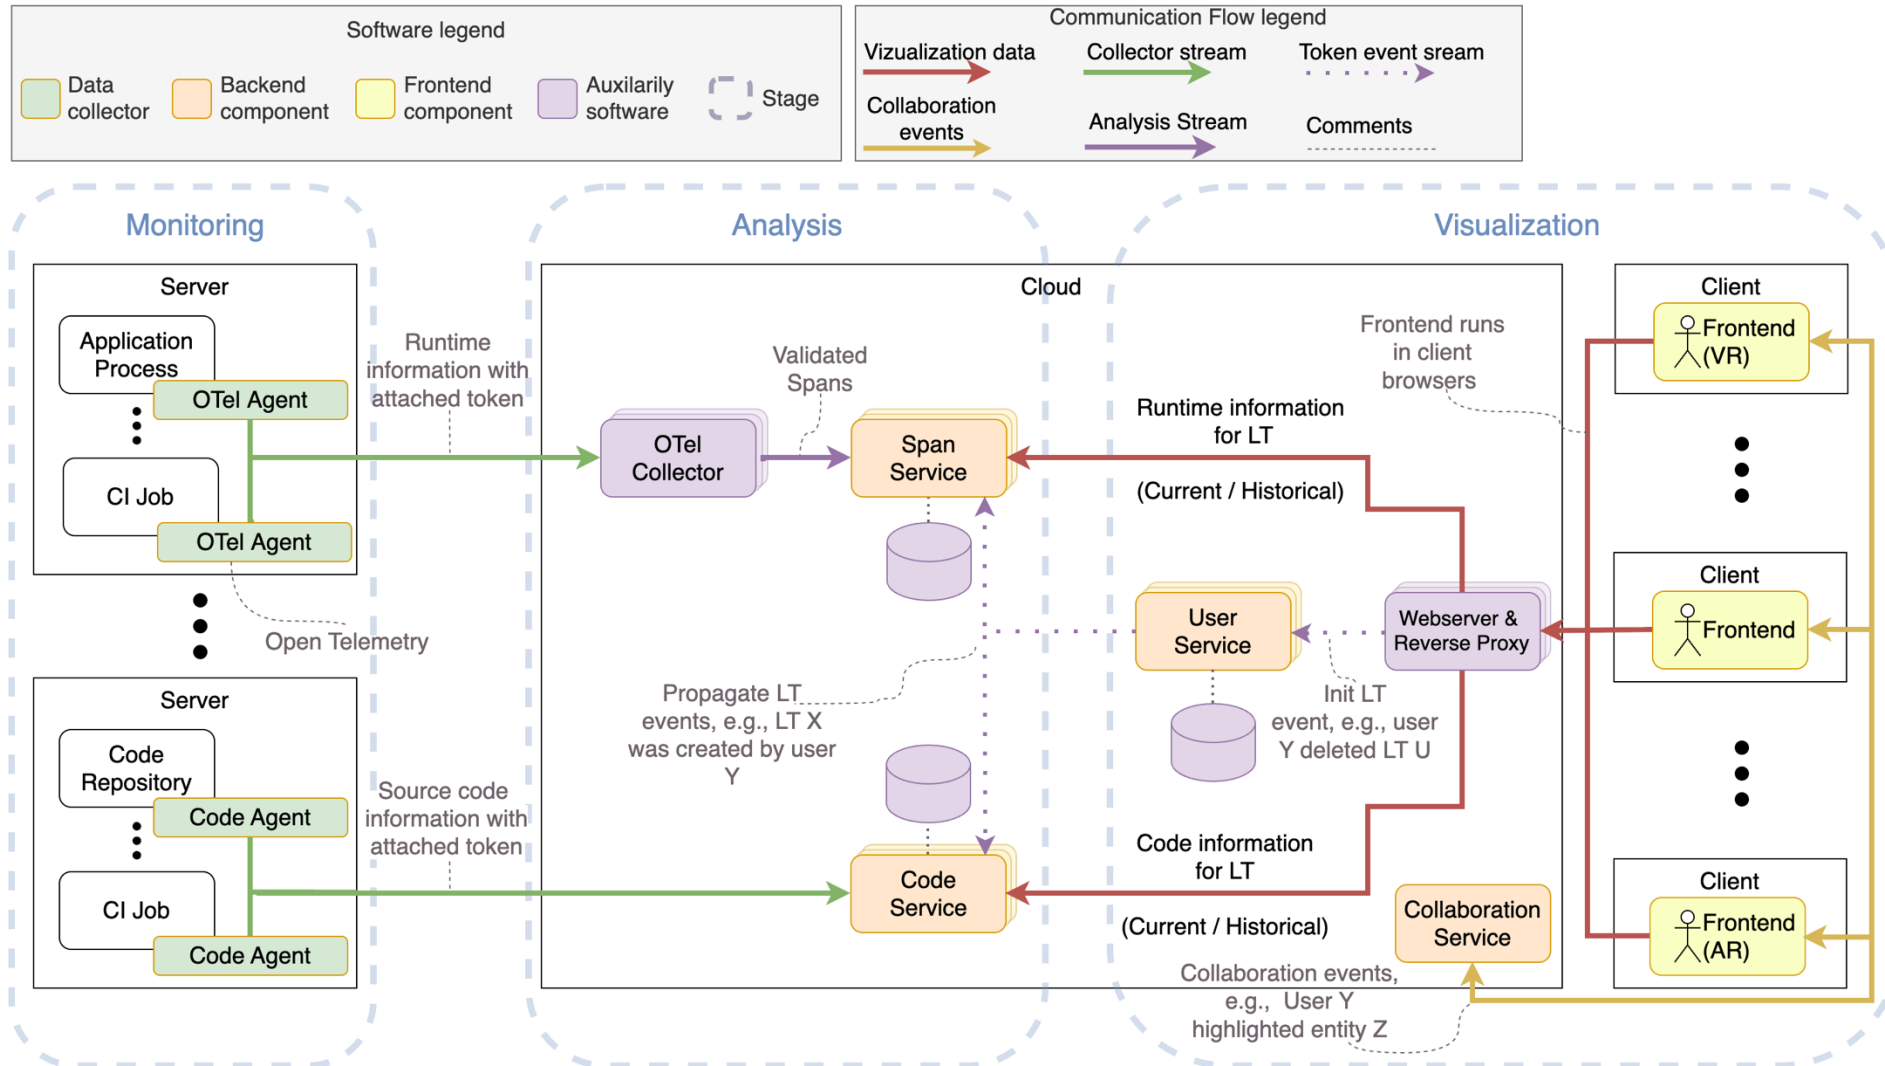 Software legend
Data
collector
Backend
component
Frontend
component
Auxilarily
software
Stage
Communication Flow legend
Vizualization data
Collector stream
Token event sream
Collaboration
events
Analysis Stream
Comments
Monitoring
Analysis
Visualization
Server
Application
Process
OTel Agent
CI Job
OTel Agent
Open Telemetry
Server
Code
Repository
Code Agent
CI Job
Code Agent
Runtime
information with
attached token
Source code
information with
attached token
Cloud
OTel
Collector
Validated
Spans
Span
Service
Propagate LT
events, e.g., LT X
was created by user
Y
Code
Service
Runtime information
for LT
(Current / Historical)
User
Service
Init LT
event, e.g., user
Y deleted LT U
Webserver &
Reverse Proxy
Code information
for LT
(Current / Historical)
Collaboration
Service
Collaboration events,
e.g., User Y
highlighted entity Z
Frontend runs
in client
browsers
Client
Frontend
(VR)
Client
Frontend
Client
Frontend
(AR)